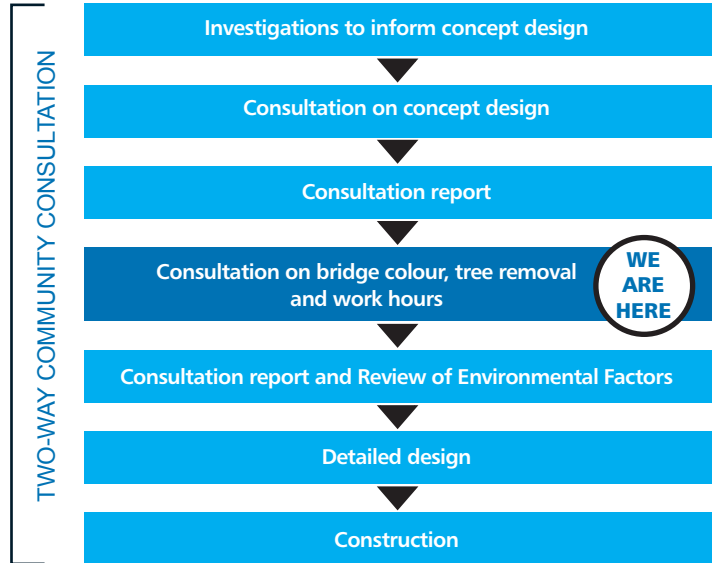 TWO-WAY COMMUNITY CONSULTATION
Investigations to inform concept design
Consultation on concept design
Consultation report
Consultation on bridge colour, tree removal
and work hours
WE
ARE
HERE
Consultation report and Review of Environmental Factors
Detailed design
Construction